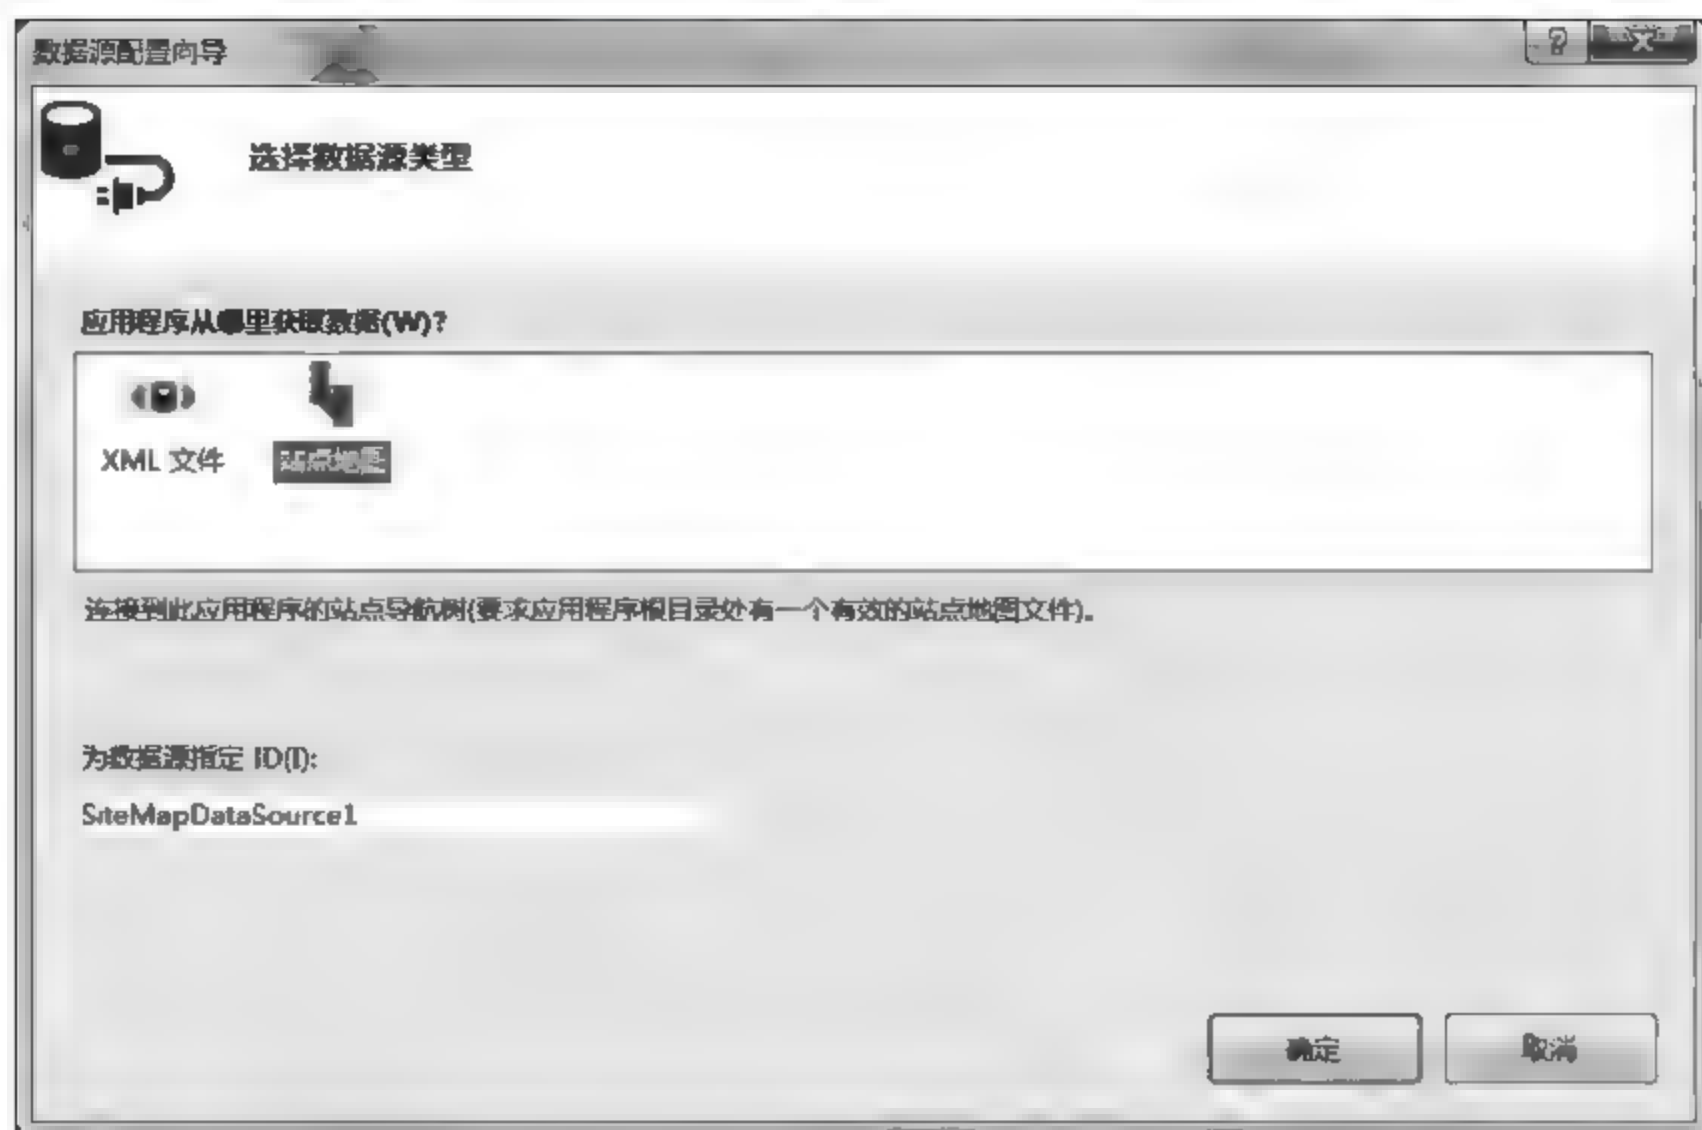 数据源配置向导
选择数据源类型
应用程序从哪里获取数据(W)?
XML 文件 站点地图
连接到此应用程序的站点导航树(要求应用程序根目录处有一个有效的站点地图文件)。
为数据源指定 ID(I):
SiteMapDataSource1
确定 取消